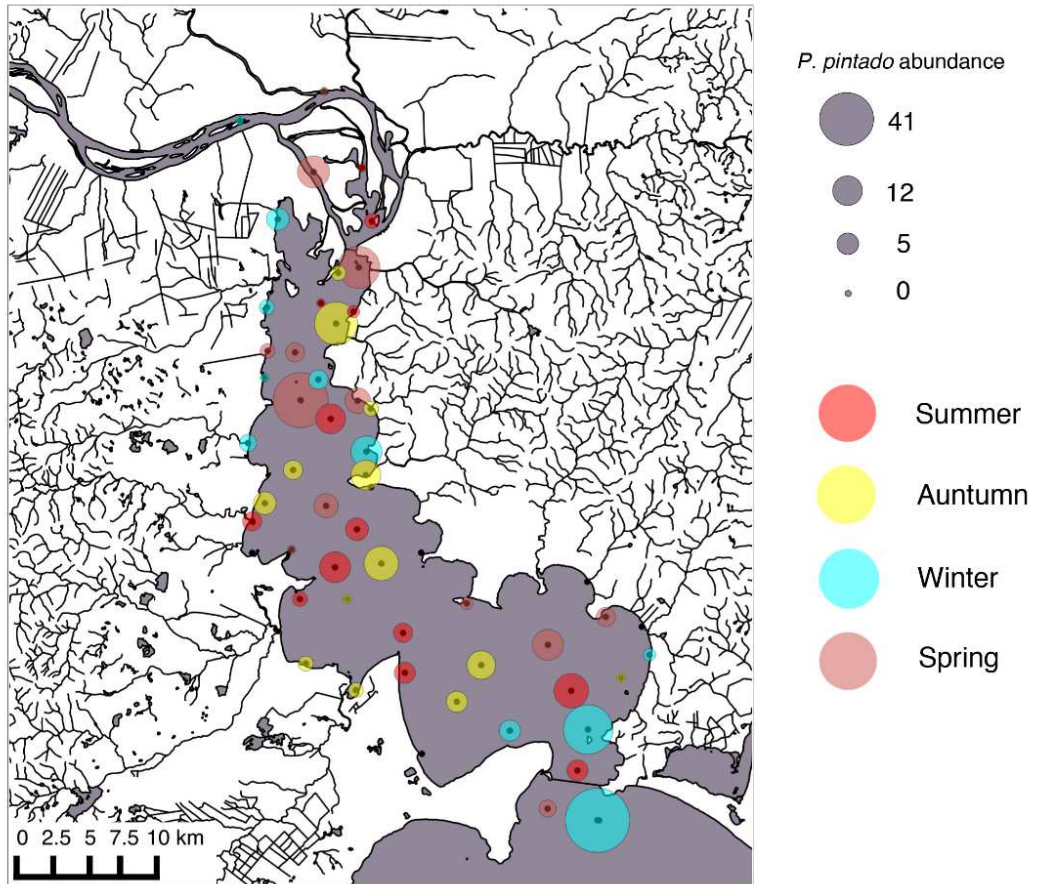 P. pintado abundance
41
12
5
0
Summer
Auntumn
Winter
Spring
0 2.5 5 7.5 10 km